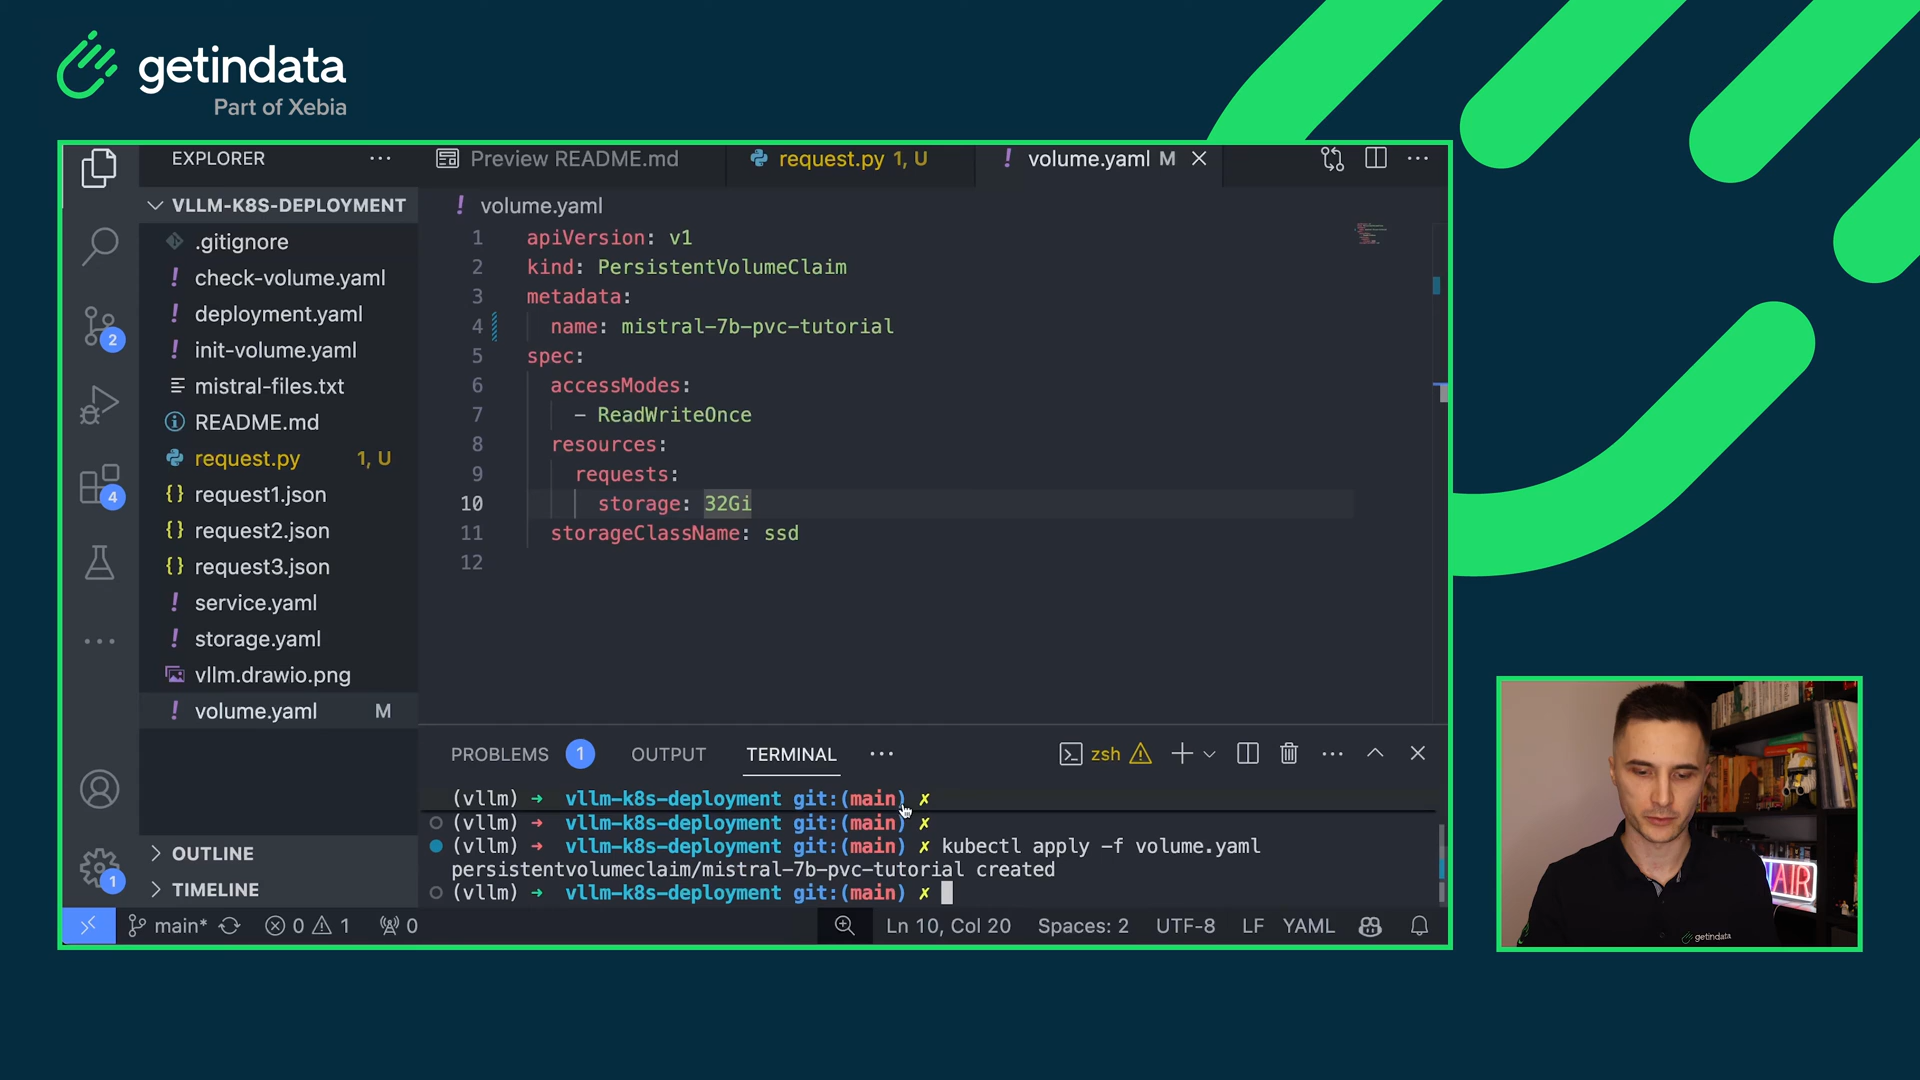 getindata
Part of Xebia
EXPLORER
Preview README.md
request.py 1, U
volume.yaml M
VLLM-K8S-DEPLOYMENT
.gitignore
check-volume.yaml
deployment.yaml
init-volume.yaml
mistral-files.txt
README.md
request.py 1, U
request1.json
request2.json
request3.json
service.yaml
storage.yaml
vllm.drawio.png
volume.yaml M
OUTLINE
TIMELINE
2
4
1
! volume.yaml
1 apiVersion: v1
2 kind: PersistentVolumeClaim
3 metadata:
4 name: mistral-7b-pvc-tutorial
5 spec:
6 accessModes:
7 - ReadWriteOnce
8 resources:
9 requests:
10 storage: 32Gi
11 storageClassName: ssd
12
PROBLEMS 1 OUTPUT TERMINAL zsh
(vllm) → vllm-k8s-deployment git:(main) ✗
(vllm) → vllm-k8s-deployment git:(main) ✗
(vllm) → vllm-k8s-deployment git:(main) ✗ kubectl apply -f volume.yaml
persistentvolumeclaim/mistral-7b-pvc-tutorial created
(vllm) → vllm-k8s-deployment git:(main) ✗
main* 0 1 0 Ln 10, Col 20 Spaces: 2 UTF-8 LF YAML
AIR
getindata